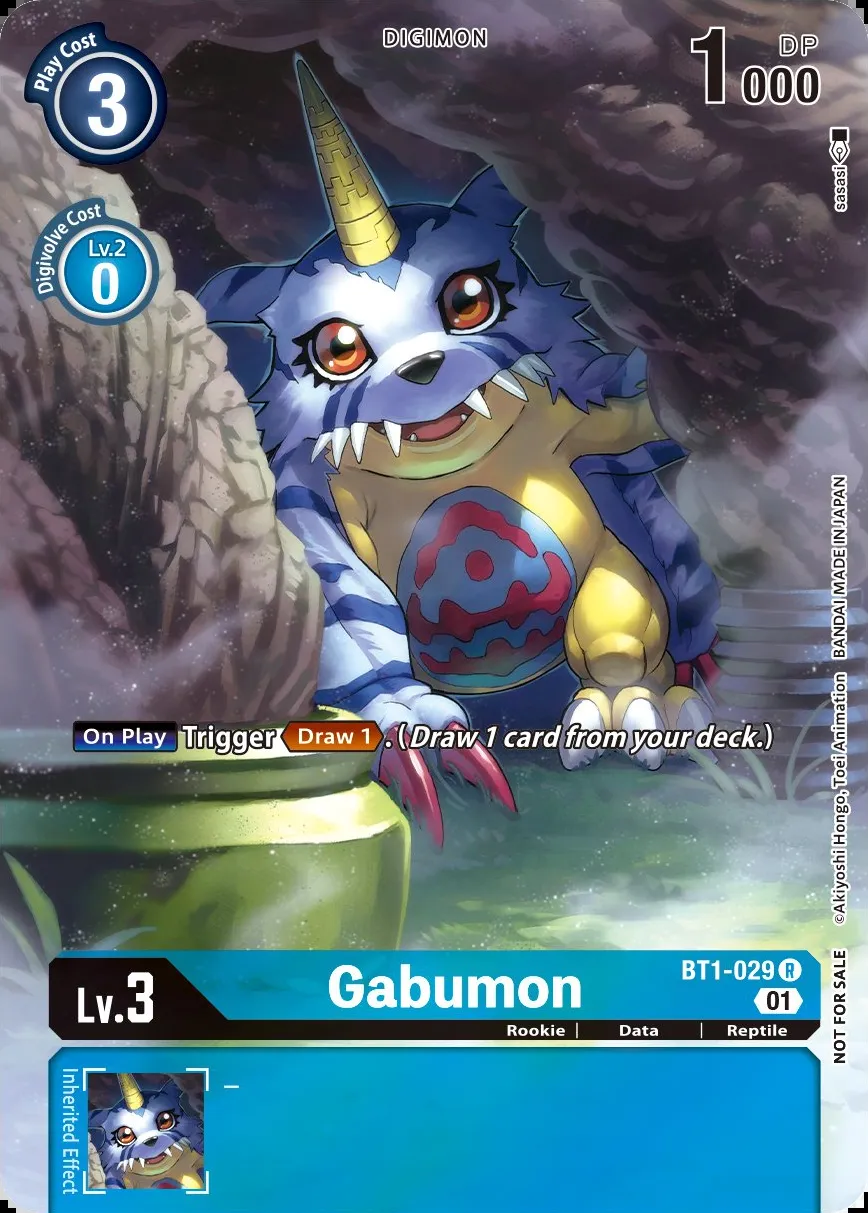 DIGIMON
Play Cost
3
1000
DP
sasasi
Digivolve Cost
Lv.2
0
On Play Trigger Draw 1 . (Draw 1 card from your deck.)
©Akiyoshi Hongo, Toei Animation BANDAI MADE IN JAPAN
NOT FOR SALE
Lv.3
Gabumon
BT1-029 R
01
Rookie | Data | Reptile
Inherited Effect
–